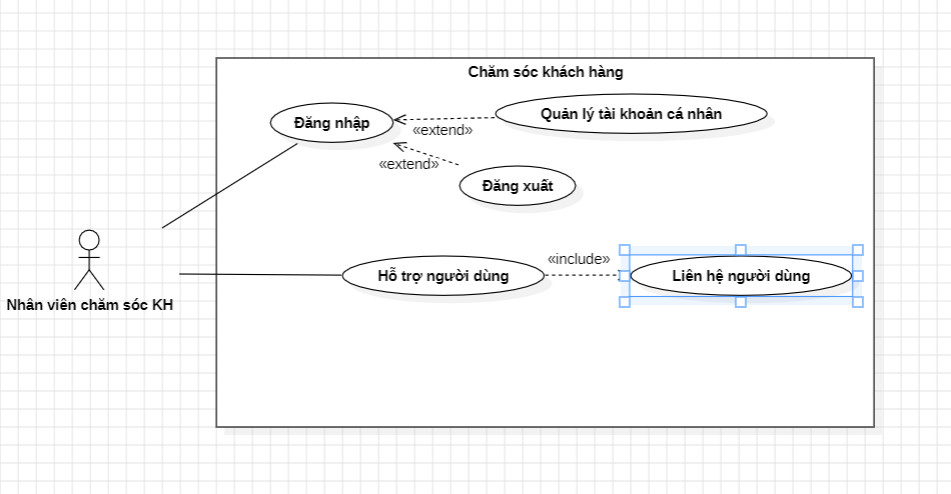 Chăm sóc khách hàng
Đăng nhập
Quản lý tài khoản cá nhân
«extend»
«extend»
Đăng xuất
Hỗ trợ người dùng
«include»
Liên hệ người dùng
Nhân viên chăm sóc KH